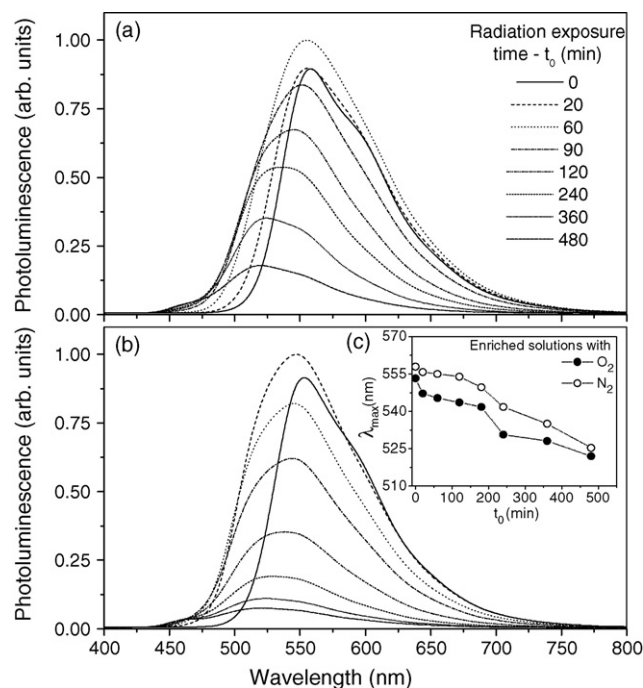 (a)
Radiation exposure
time - t₀ (min)
0
20
60
90
120
240
360
480
Photoluminescence (arb. units)
1.00
0.75
0.50
0.25
0.00
(b)
(c)
Enriched solutions with
O₂
N₂
λmax(nm)
570
555
540
525
510
0 100 200 300 400 500
t₀(min)
Photoluminescence (arb. units)
1.00
0.75
0.50
0.25
0.00
400 450 500 550 600 650 700 750 800
Wavelength (nm)